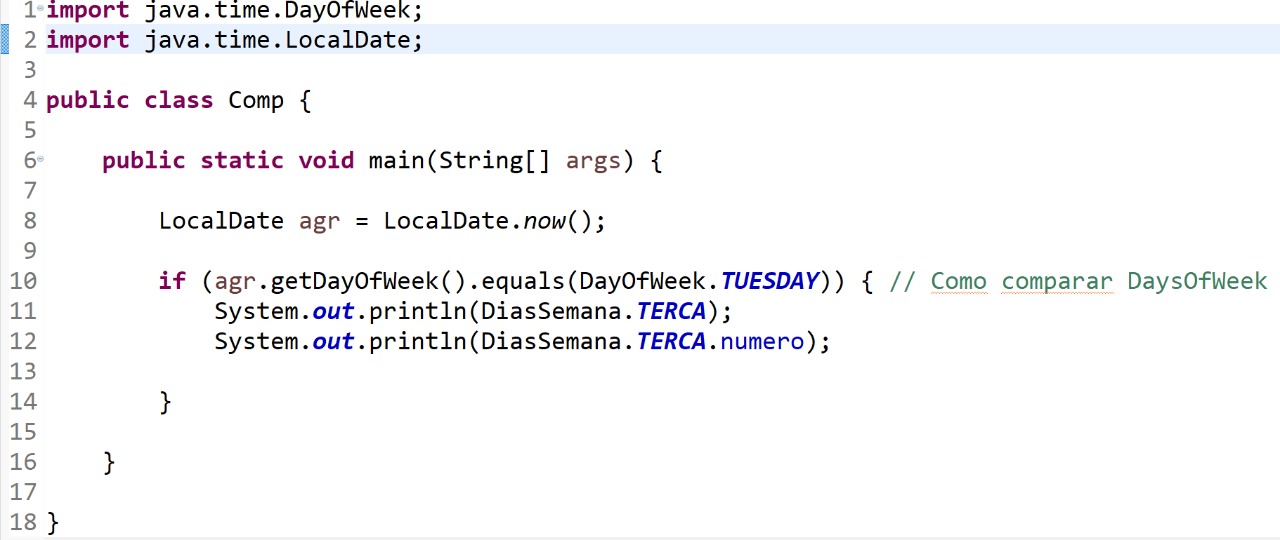 1 import java.time.DayOfWeek;
2 import java.time.LocalDate;
3
4 public class Comp {
5
6     public static void main(String[] args) {
7
8         LocalDate agr = LocalDate.now();
9
10         if (agr.getDayOfWeek().equals(DayOfWeek.TUESDAY)) { // Como comparar DaysOfWeek
11             System.out.println(DiasSemana.TERCA);
12             System.out.println(DiasSemana.TERCA.numero);
13
14         }
15
16     }
17
18 }